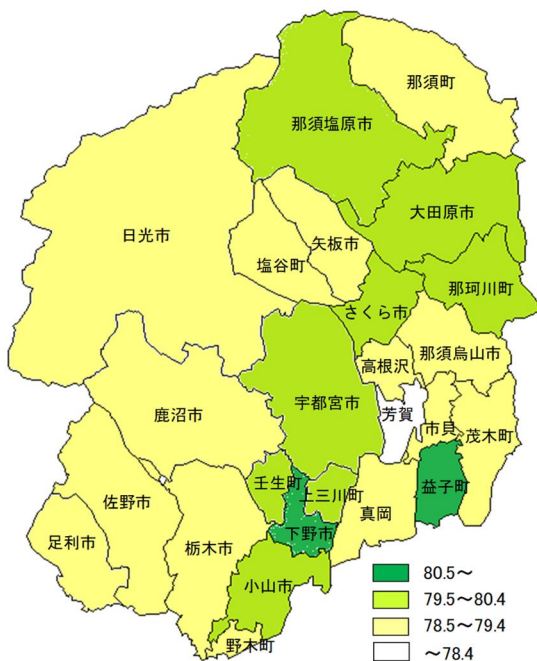 那須町
那須塩原市
大田原市
日光市
矢板市
塩谷町
那珂川町
さくら市
高根沢
那須烏山市
宇都宮市
鹿沼市
芳賀
市貝
茂木町
壬生町
上三川町
益子町
佐野市
真岡
下野市
足利市
栃木市
小山市
野木町
80.5~
79.5~80.4
78.5~79.4
~78.4